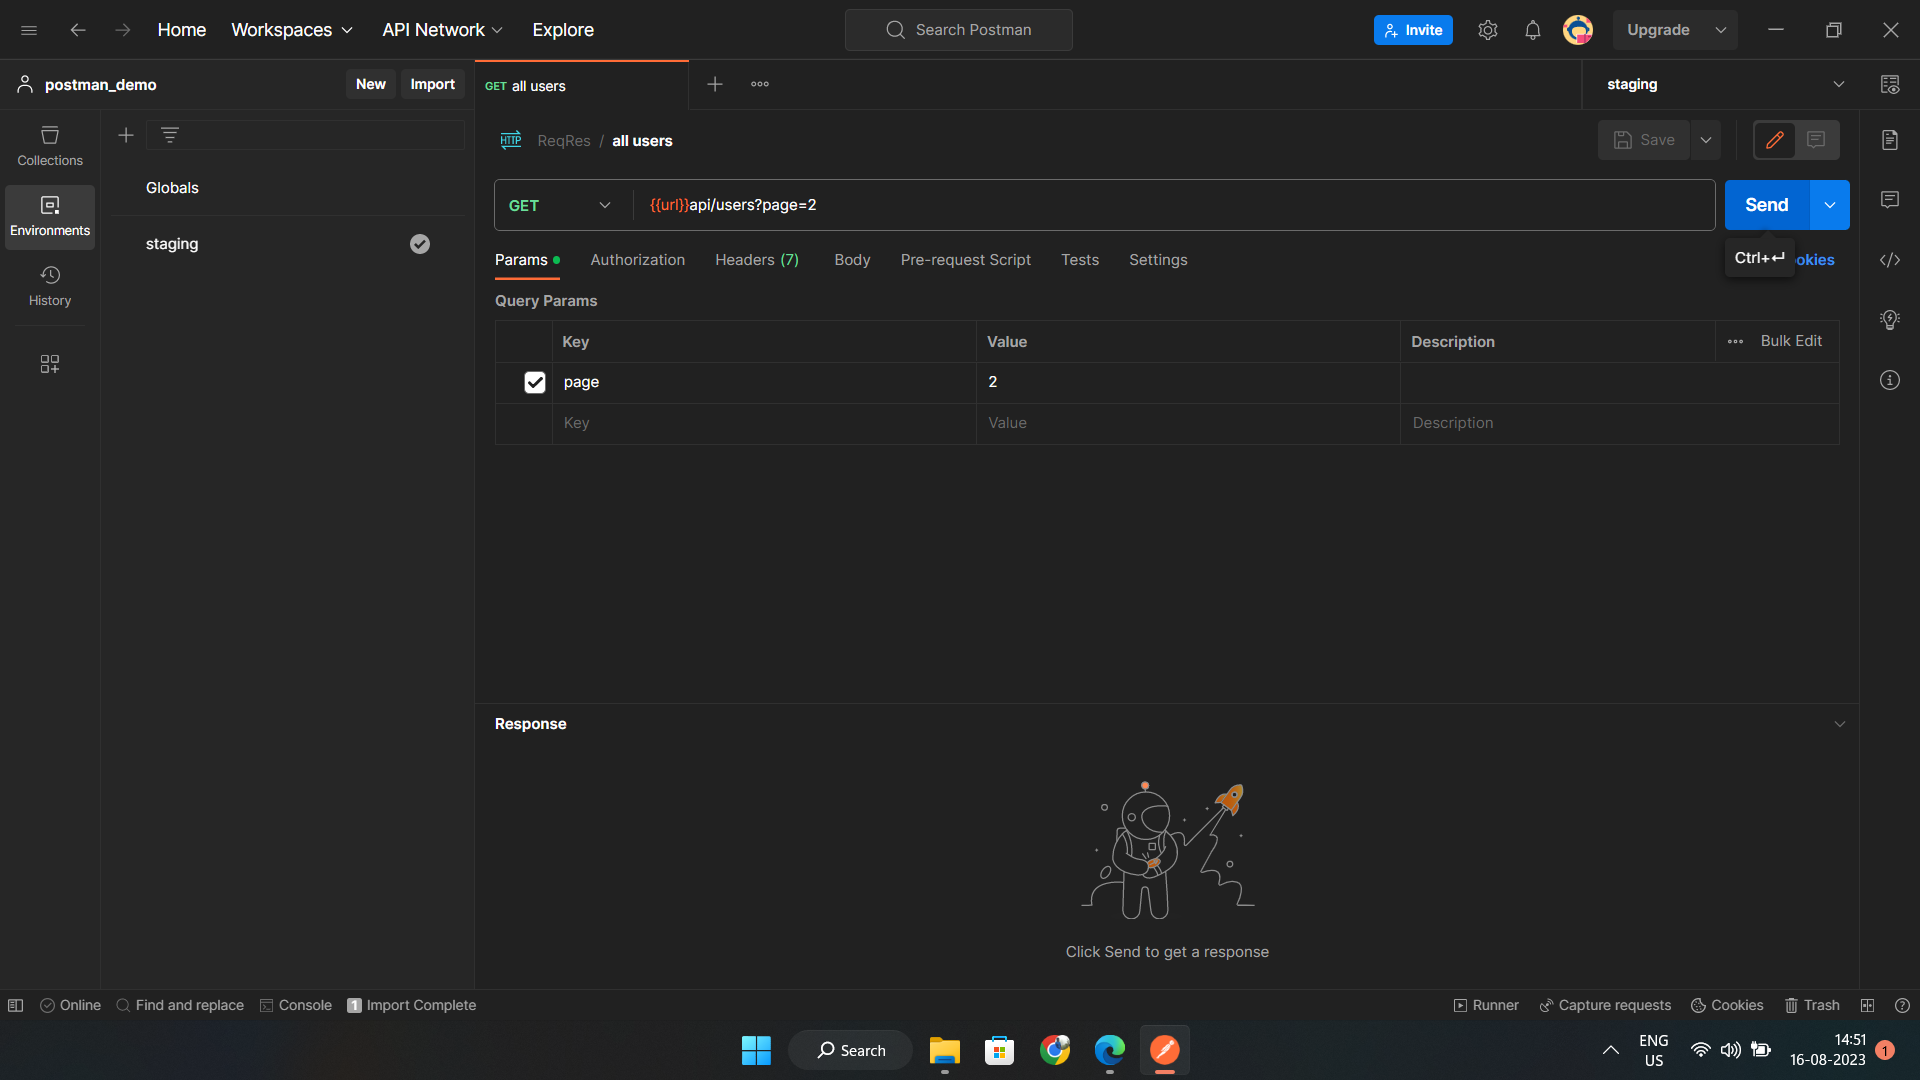 Home
Workspaces
API Network
Explore
Search Postman
Invite
Upgrade
postman_demo
New
Import
GET all users
staging
HTTP
ReqRes / all users
Save
Collections
Environments
History
Globals
staging
GET
{{url}}api/users?page=2
Send
Ctrl+↵
Params
Authorization
Headers (7)
Body
Pre-request Script
Tests
Settings
ookies
Query Params
Key
Value
Description
Bulk Edit
page
2
Key
Value
Description
Response
Click Send to get a response
Online
Find and replace
Console
1 Import Complete
Runner
Capture requests
Cookies
Trash
Search
ENG
US
14:51
16-08-2023
1